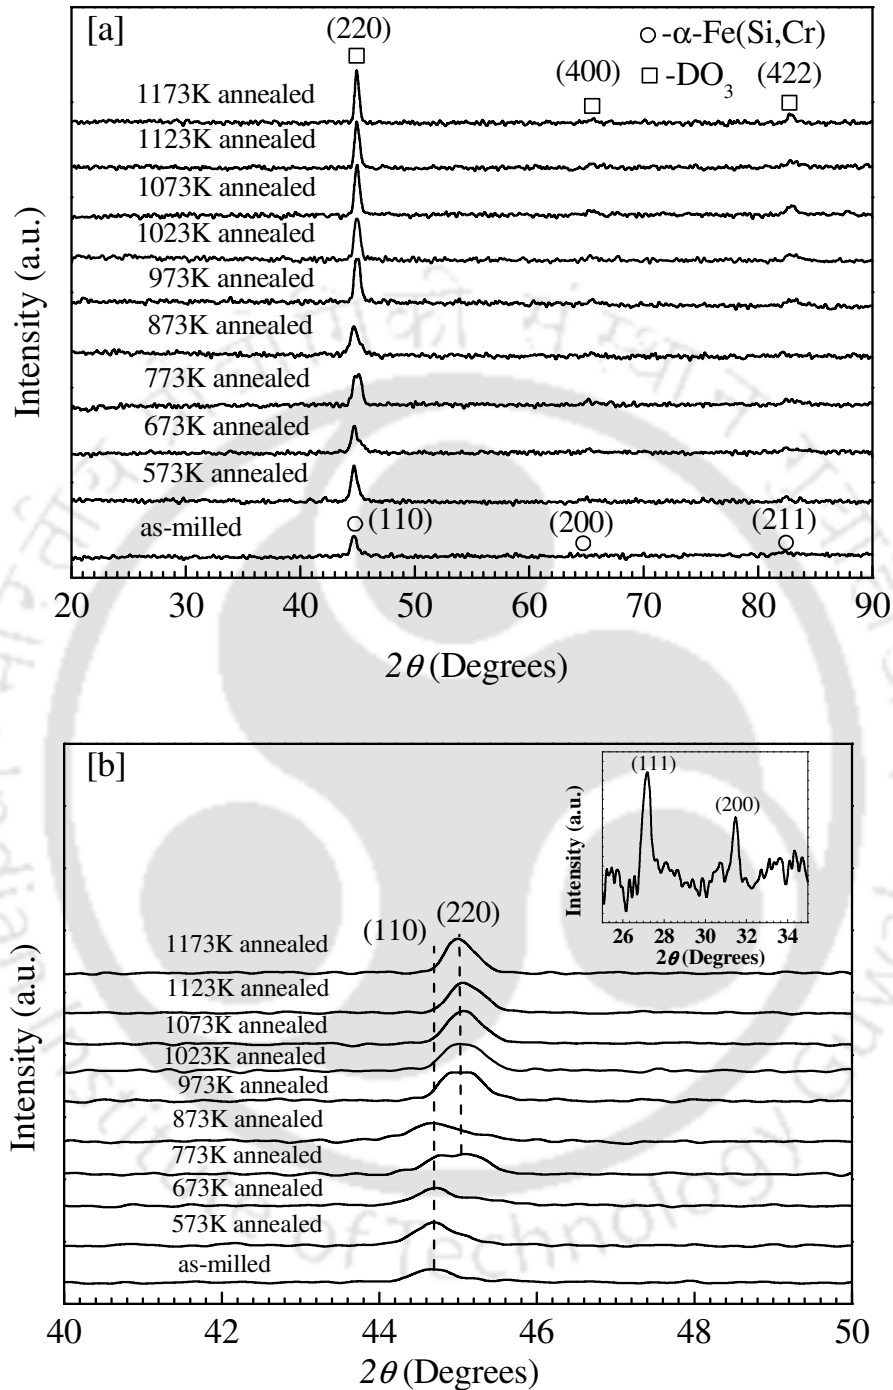 [a]
(220)
-α-Fe(Si,Cr)
(400)
-DO3
(422)
1173K annealed
1123K annealed
1073K annealed
1023K annealed
973K annealed
873K annealed
773K annealed
673K annealed
573K annealed
as-milled
(110)
(200)
(211)
Intensity (a.u.)
20 30 40 50 60 70 80 90
2θ (Degrees)
[b]
(111)
(200)
Intensity (a.u.)
26 28 30 32 34
2θ (Degrees)
(110)
(220)
1173K annealed
1123K annealed
1073K annealed
1023K annealed
973K annealed
873K annealed
773K annealed
673K annealed
573K annealed
as-milled
Intensity (a.u.)
40 42 44 46 48 50
2θ (Degrees)
Institute of Technology